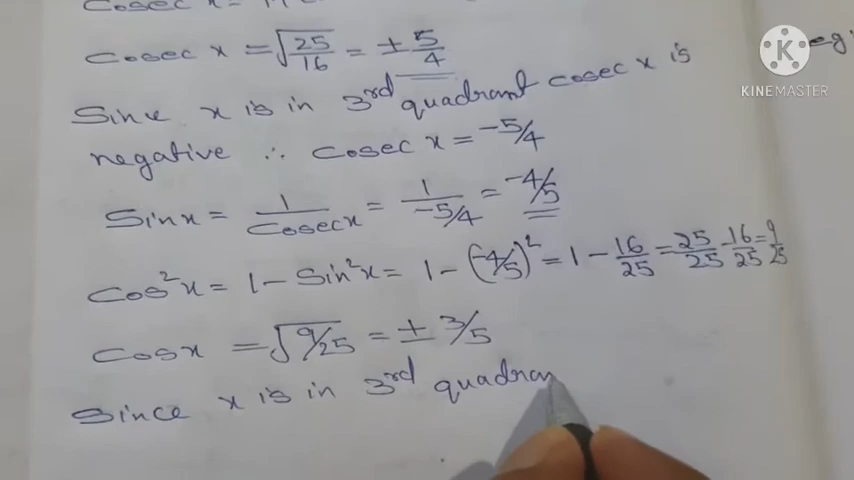 Cosec x =
Cosec x = √25/16 = ± 5/4
Since x is in 3rd quadrant cosec x is
negative ∴ cosec x = -5/4
Sin x = 1/Cosec x = 1/-5/4 = -4/5
Cos²x = 1 - Sin²x = 1 - (-4/5)² = 1 - 16/25 = 25/25 - 16/25 = 9/25
Cos x = √9/25 = ± 3/5
Since x is in 3rd quadran
KINEMASTER